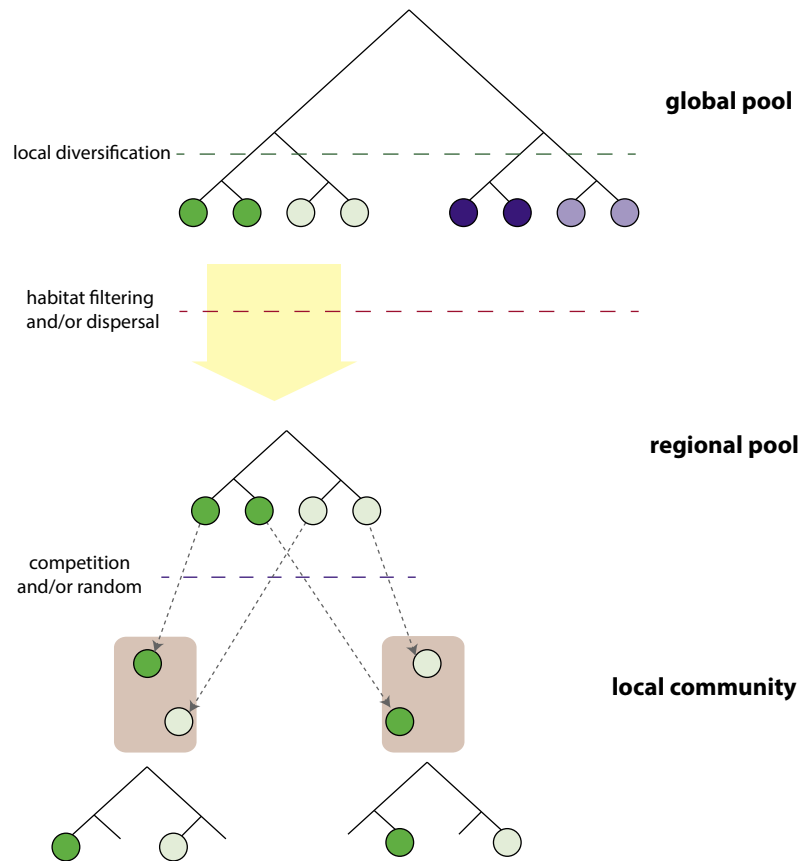 global pool
local diversification
habitat filtering
and/or dispersal
regional pool
competition
and/or random
local community